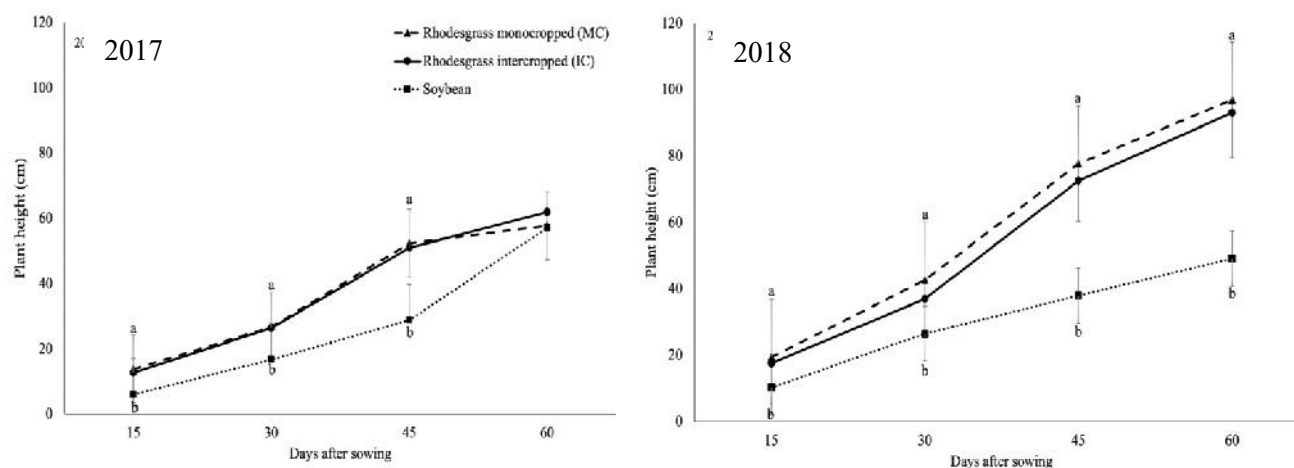 120
20
2017
Rhodesgrass monocropped (MC)
Rhodesgrass intercropped (IC)
Soybean
100
80
60
40
20
0
Plant height (cm)
a
a
a
b
b
b
15
30
45
60
Days after sowing
120
2
2018
100
80
60
40
20
0
Plant height (cm)
a
a
a
a
b
b
b
b
15
30
45
60
Days after sowing